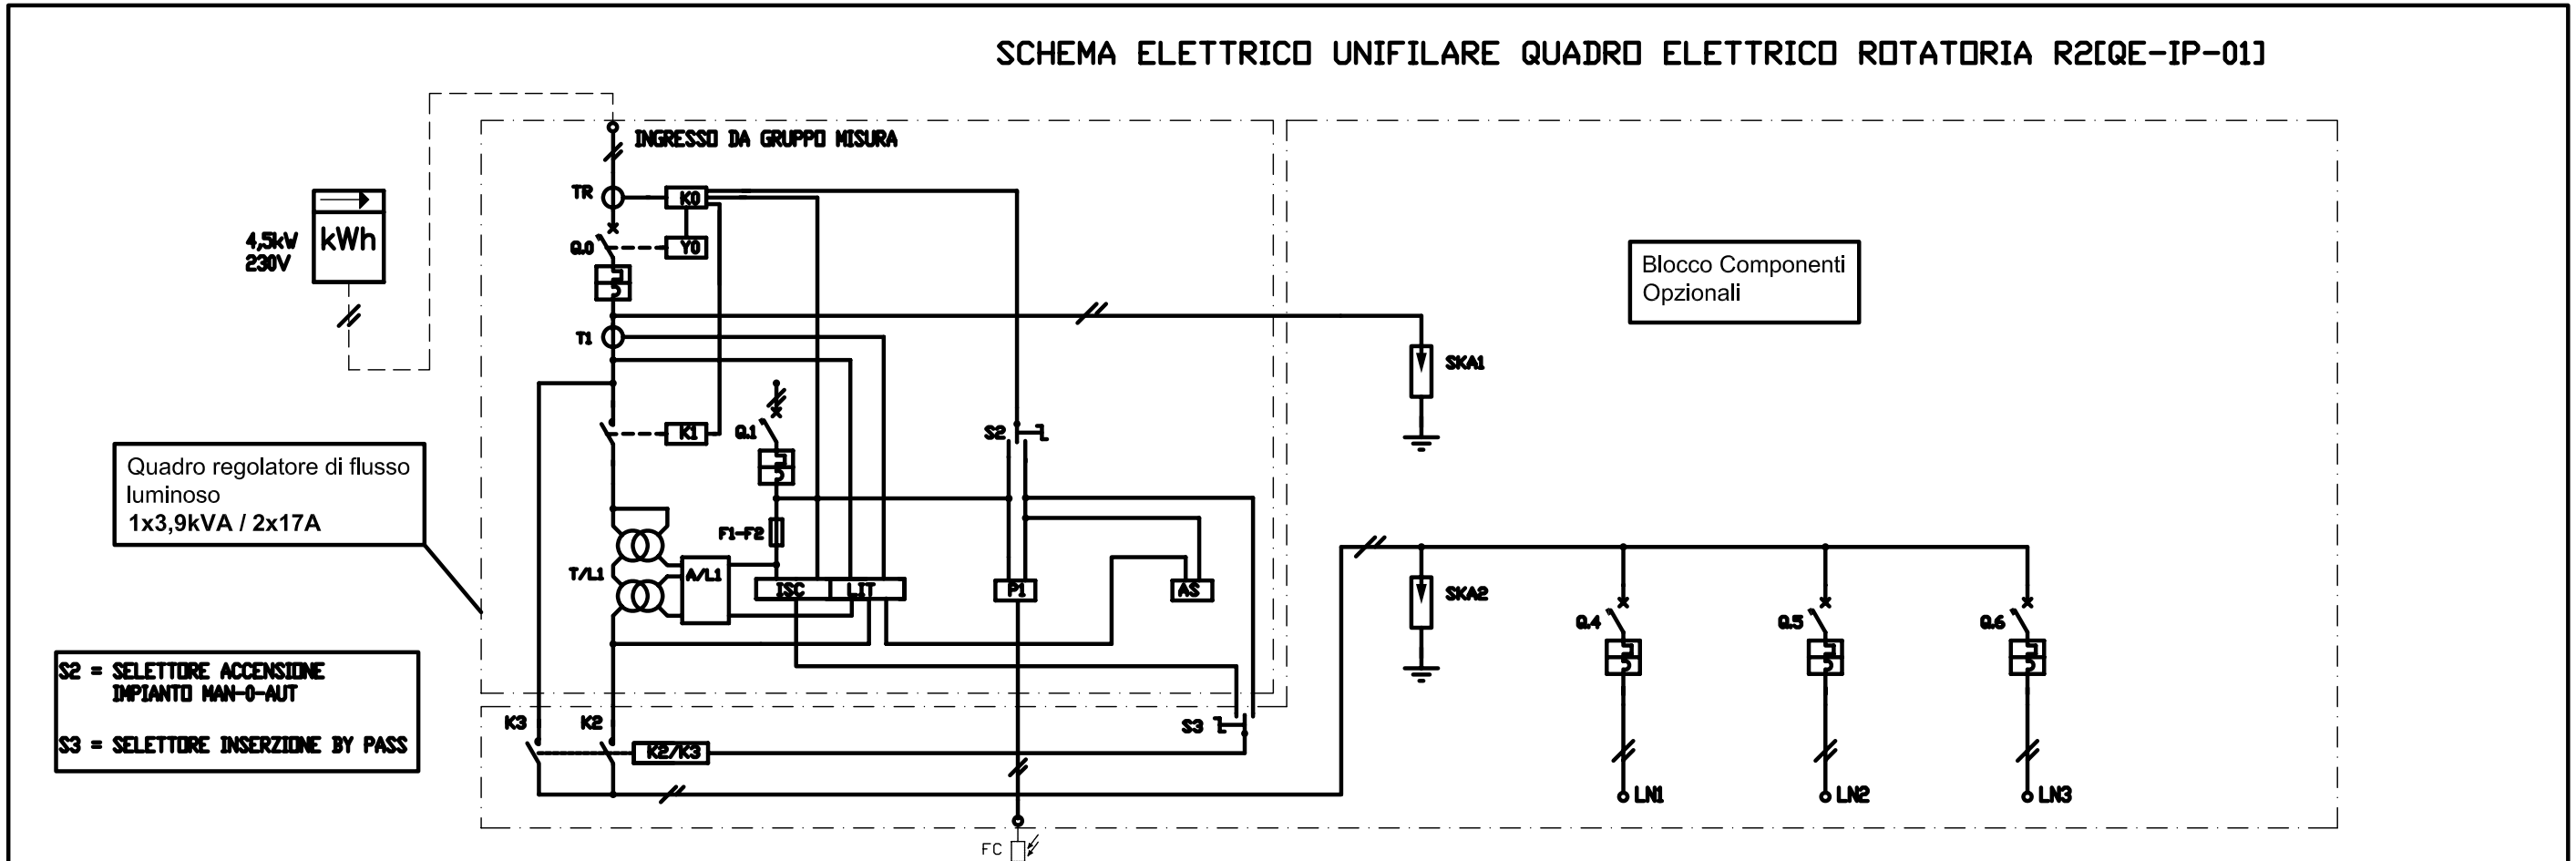 SCHEMA ELETTRICO UNIFILARE QUADRO ELETTRICO ROTATORIA R2[QE-IP-01]
INGRESSO DA GRUPPO MISURA
TR
K0
4,5kW
230V
kWh
Q.0
Y0
Blocco Componenti
Opzionali
T1
SKA1
K1
Q.1
S2
Quadro regolatore di flusso
luminoso
1x3,9kVA / 2x17A
F1-F2
T/L1
A/L1
ISC
LIT
P1
AS
SKA2
Q.4
Q.5
Q.6
S2 = SELETTORE ACCENSIONE
IMPIANTO MAN-0-AUT
S3 = SELETTORE INSERZIONE BY PASS
K3
K2
K2/K3
S3
LN1
LN2
LN3
FC